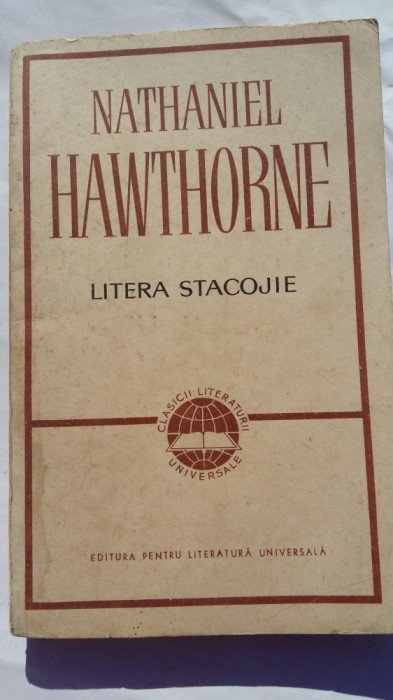 NATHANIEL
HAWTHORNE
LITERA STACOJIE
CLASICII LITERATURII
UNIVERSALE
EDITURA PENTRU LITERATURĂ UNIVERSALĂ